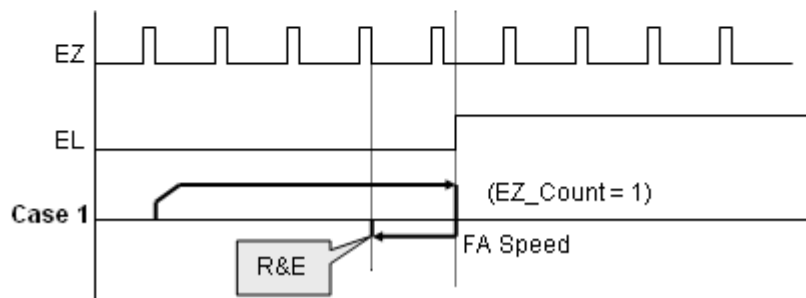 EZ
EL
(EZ_Count = 1)
Case 1
FA Speed
R&E